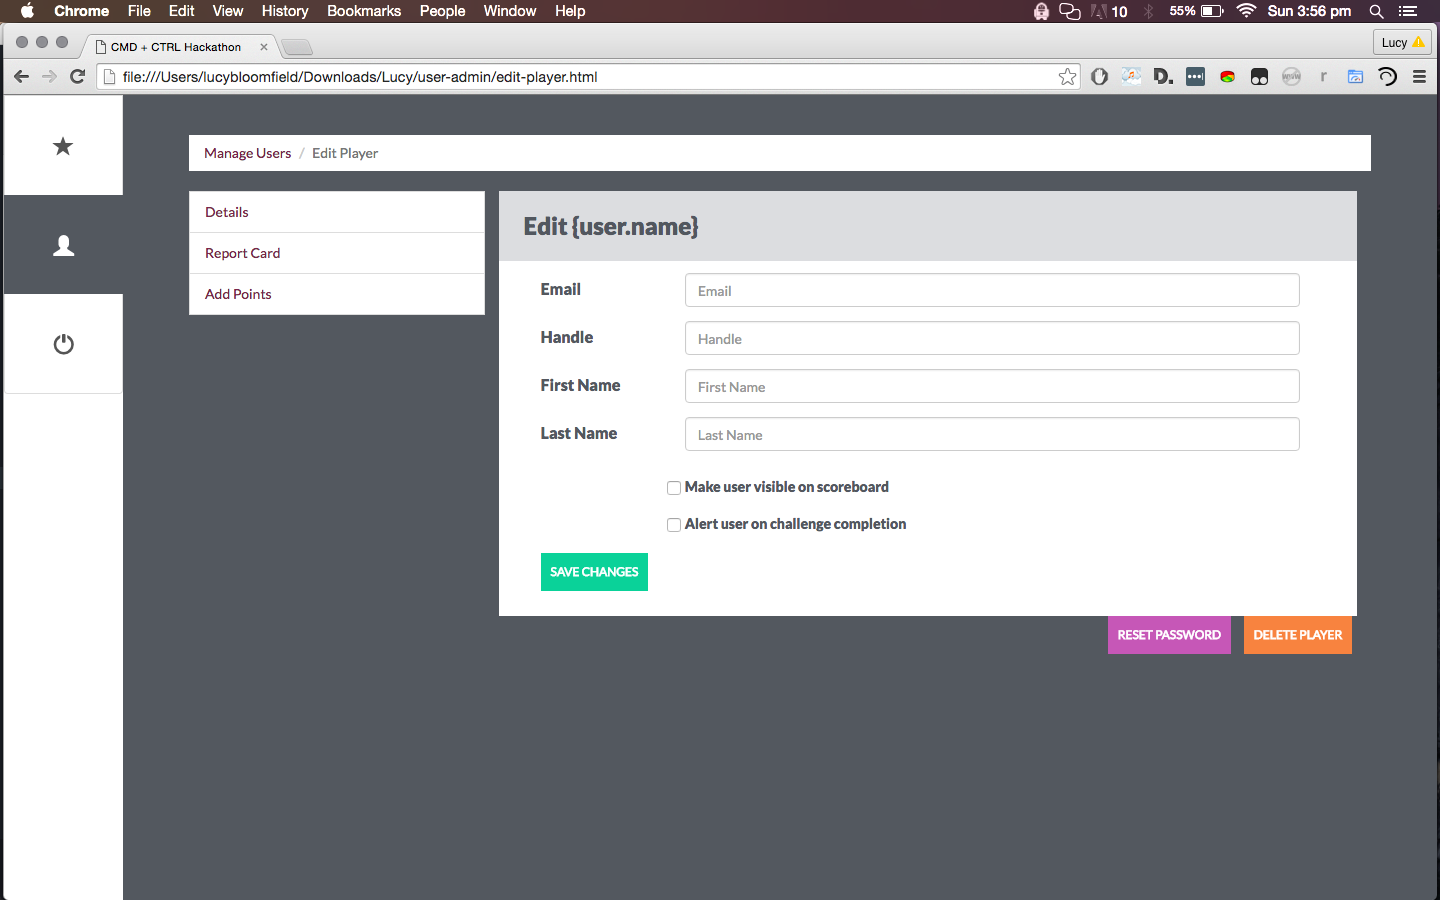 Chrome File Edit View History Bookmarks People Window Help 10 55% Sun 3:56 pm
CMD + CTRL Hackathon
Lucy
file:///Users/lucybloomfield/Downloads/Lucy/user-admin/edit-player.html
Manage Users / Edit Player
Details
Report Card
Add Points
Edit {user.name}
Email Email
Handle Handle
First Name First Name
Last Name Last Name
Make user visible on scoreboard
Alert user on challenge completion
SAVE CHANGES
RESET PASSWORD DELETE PLAYER